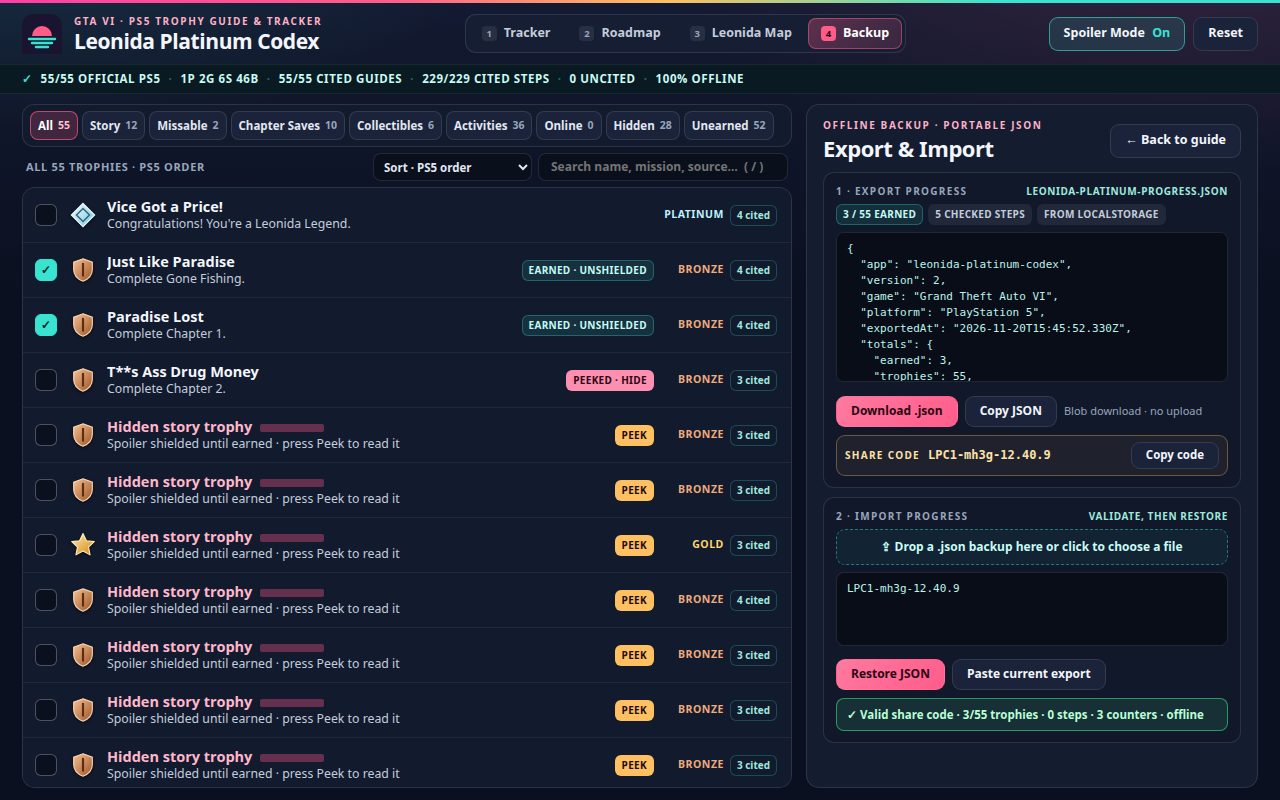 GTA VI · PS5 TROPHY GUIDE & TRACKER
Leonida Platinum Codex
1 Tracker 2 Roadmap 3 Leonida Map 4 Backup
Spoiler Mode On Reset
✓ 55/55 OFFICIAL PS5 · 1P 2G 6S 46B · 55/55 CITED GUIDES · 229/229 CITED STEPS · 0 UNCITED · 100% OFFLINE
All 55 Story 12 Missable 2 Chapter Saves 10 Collectibles 6 Activities 36 Online 0 Hidden 28 Unearned 52
ALL 55 TROPHIES · PS5 ORDER
Sort · PS5 order
Search name, mission, source... ( / )
Vice Got a Price!
Congratulations! You're a Leonida Legend.
PLATINUM 4 cited
✓ Just Like Paradise
Complete Gone Fishing.
EARNED · UNSHIELDED BRONZE 4 cited
✓ Paradise Lost
Complete Chapter 1.
EARNED · UNSHIELDED BRONZE 4 cited
T**s Ass Drug Money
Complete Chapter 2.
PEEKED · HIDE BRONZE 3 cited
Hidden story trophy
Spoiler shielded until earned · press Peek to read it
PEEK BRONZE 3 cited
Hidden story trophy
Spoiler shielded until earned · press Peek to read it
PEEK BRONZE 3 cited
Hidden story trophy
Spoiler shielded until earned · press Peek to read it
PEEK GOLD 3 cited
Hidden story trophy
Spoiler shielded until earned · press Peek to read it
PEEK BRONZE 4 cited
Hidden story trophy
Spoiler shielded until earned · press Peek to read it
PEEK BRONZE 3 cited
Hidden story trophy
Spoiler shielded until earned · press Peek to read it
PEEK BRONZE 3 cited
Hidden story trophy
Spoiler shielded until earned · press Peek to read it
PEEK BRONZE 3 cited
OFFLINE BACKUP · PORTABLE JSON
Export & Import
← Back to guide
1 · EXPORT PROGRESS LEONIDA-PLATINUM-PROGRESS.JSON
3 / 55 EARNED 5 CHECKED STEPS FROM LOCALSTORAGE
{
"app": "leonida-platinum-codex",
"version": 2,
"game": "Grand Theft Auto VI",
"platform": "PlayStation 5",
"exportedAt": "2026-11-20T15:45:52.330Z",
"totals": {
"earned": 3,
"trophies": 55,
Download .json Copy JSON Blob download · no upload
SHARE CODE LPC1-mh3g-12.40.9 Copy code
2 · IMPORT PROGRESS VALIDATE, THEN RESTORE
⇪ Drop a .json backup here or click to choose a file
LPC1-mh3g-12.40.9
Restore JSON Paste current export
✓ Valid share code · 3/55 trophies · 0 steps · 3 counters · offline